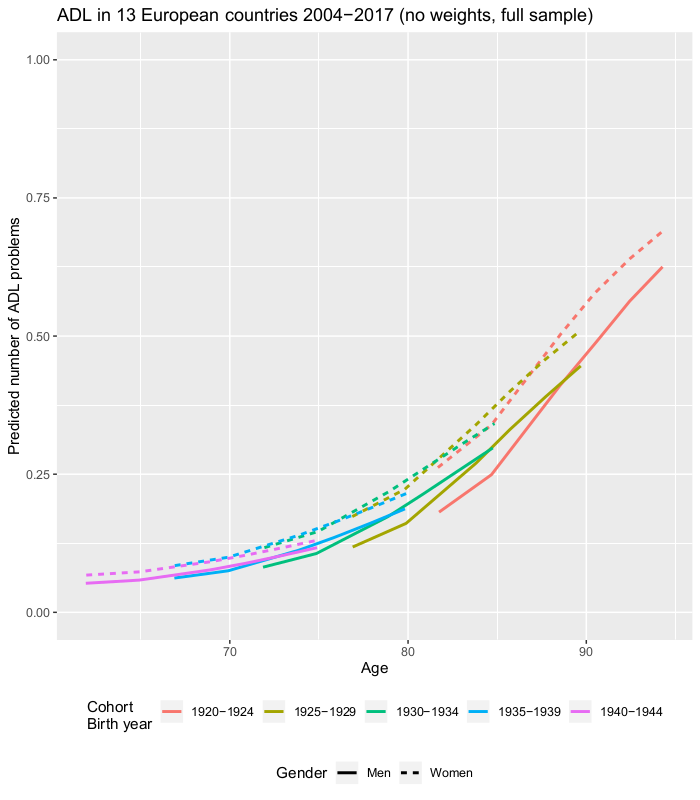 ADL in 13 European countries 2004−2017 (no weights, full sample)
1.00
0.75
0.50
0.25
0.00
Predicted number of ADL problems
70 80 90
Age
Cohort
Birth year
1920−1924 1925−1929 1930−1934 1935−1939 1940−1944
Gender Men Women